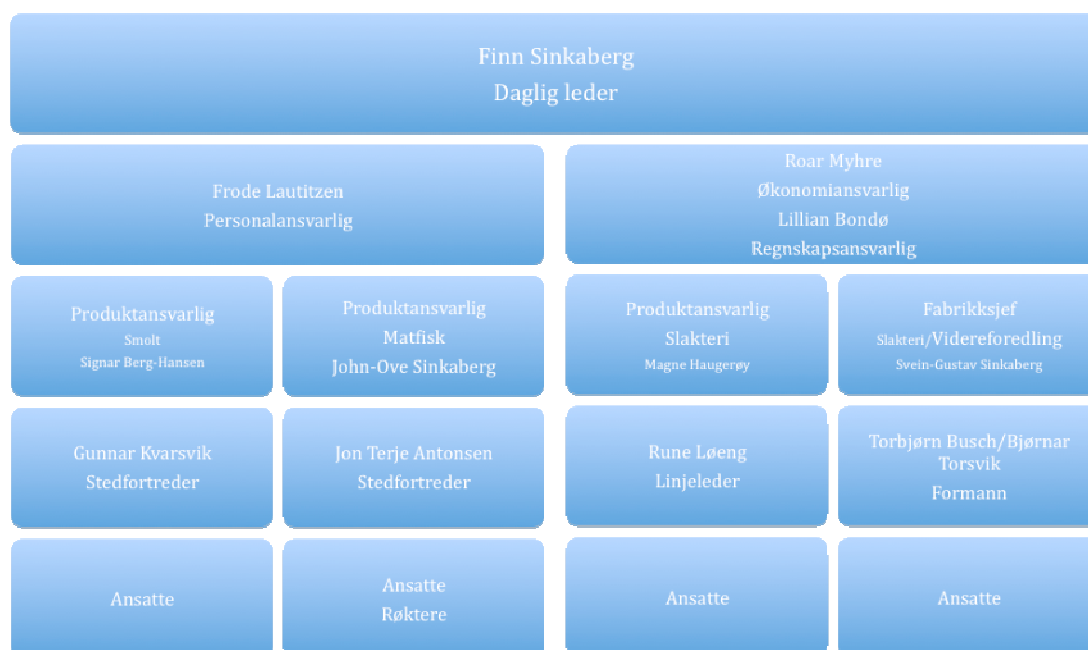 Finn Sinkaberg
Daglig leder
Frode Lautitzen
Personalansvarlig
Roar Myhre
Økonomiansvarlig
Lillian Bondø
Regnskapsansvarlig
Produktansvarlig
Smolt
Signar Berg-Hansen
Produktansvarlig
Matfisk
John-Ove Sinkaberg
Produktansvarlig
Slakteri
Magne Haugerøy
Fabrikksjef
Slakteri/Videreforedling
Svein-Gustav Sinkaberg
Gunnar Kvarsvik
Stedfortreder
Jon Terje Antonsen
Stedfortreder
Rune Løeng
Linjeleder
Torbjørn Busch/Bjørnar
Torsvik
Formann
Ansatte
Ansatte
Røktere
Ansatte
Ansatte